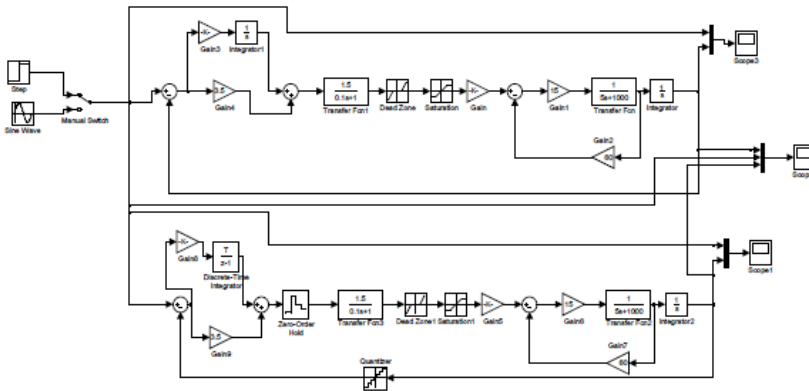 -K-
Gain3
1
s
Integrator1
Scope3
Step
3.5
Gain4
1.5
0.1s+1
Transfer Fcn1
Dead Zone
Saturation
-K-
Gain
15
Gain1
1
5s+1000
Transfer Fcn
1
s
Integrator
Manual Switch
Sine Wave
Gain2
60
Scop
-K-
Gain8
T
z-1
Discrete-Time
Integrator
Scope1
Zero-Order
Hold
1.5
0.1s+1
Transfer Fcn3
Dead Zone1
Saturation1
-K-
Gain5
15
Gain6
1
5s+1000
Transfer Fcn2
1
s
Integrator2
3.5
Gain9
Gain7
60
Quantizer